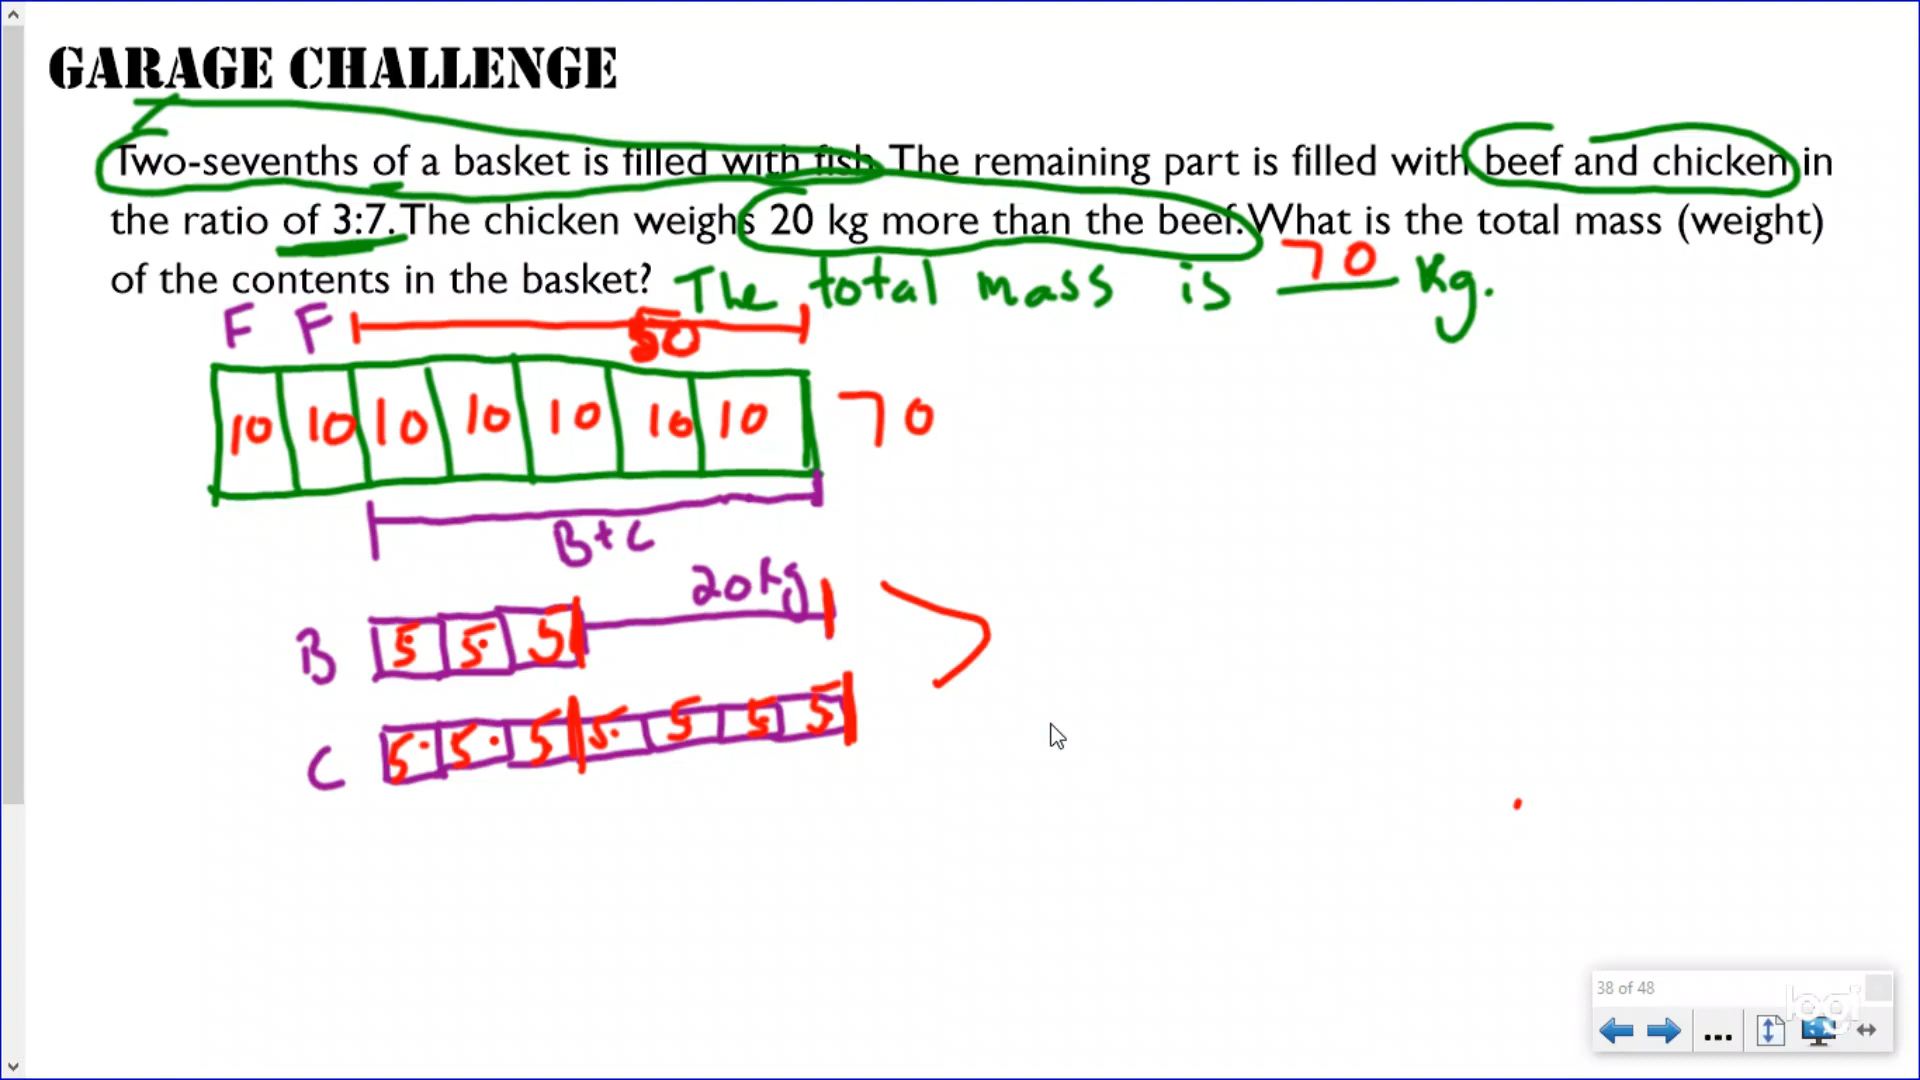 GARAGE CHALLENGE
Two-sevenths of a basket is filled with fish. The remaining part is filled with beef and chicken in
the ratio of 3:7. The chicken weighs 20 kg more than the beef. What is the total mass (weight)
of the contents in the basket? The total mass is 70 kg.
F F 50
10 10 10 10 10 10 10 70
B+C
20 kg
B 5 5 5
C 5 5 5 5 5 5 5
38 of 48
logi